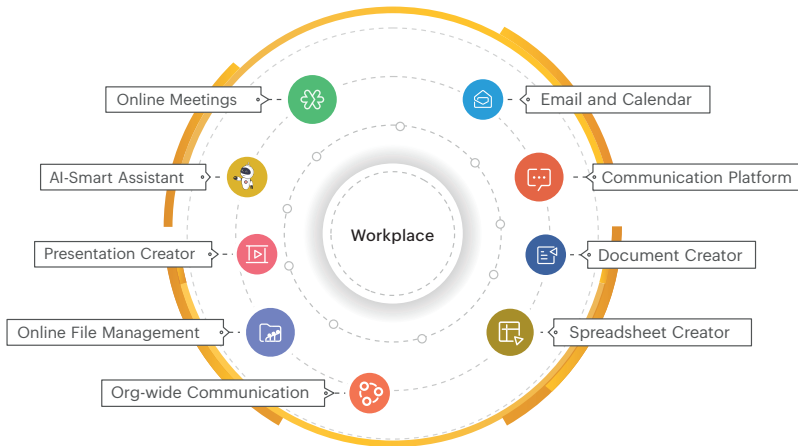 Online Meetings
Email and Calendar
AI-Smart Assistant
Communication Platform
Workplace
Presentation Creator
Document Creator
Online File Management
Spreadsheet Creator
Org-wide Communication